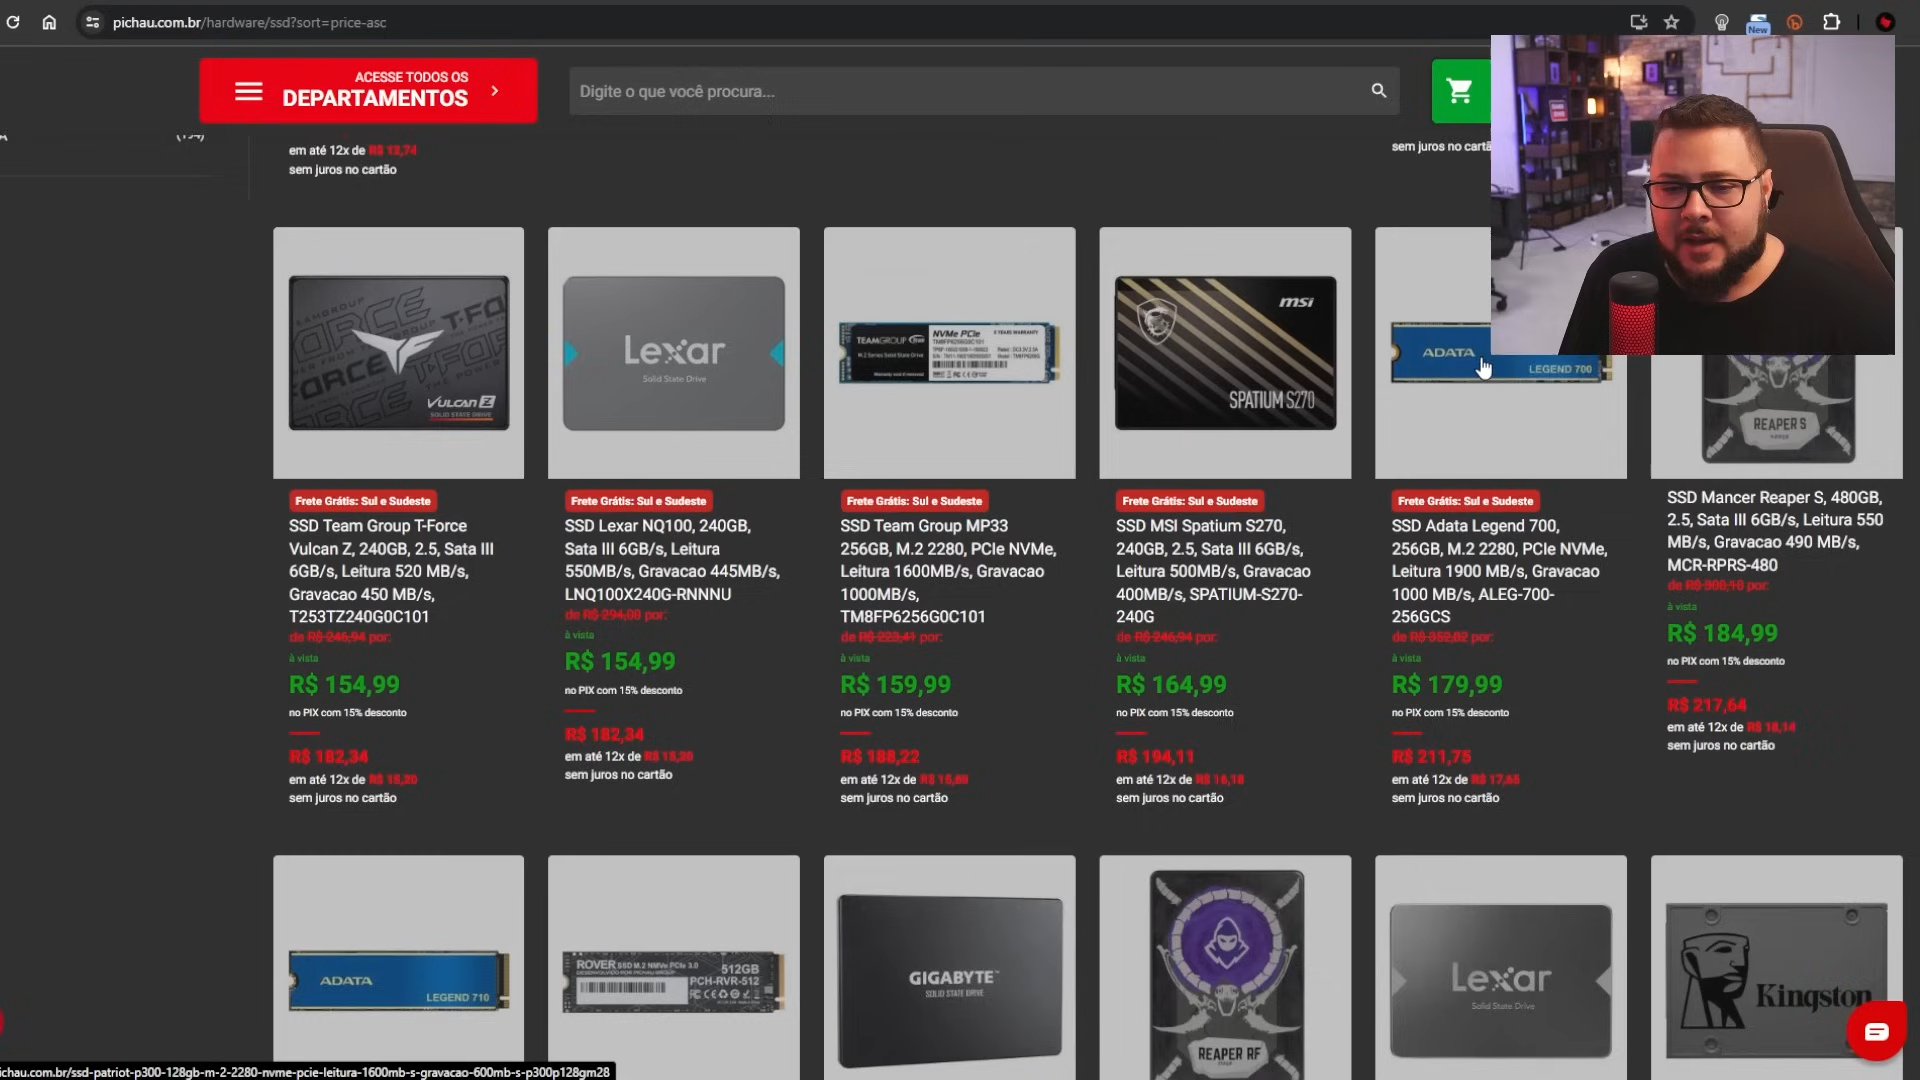 pichau.com.br/hardware/ssd?sort=price-asc
New
ACESSE TODOS OS
DEPARTAMENTOS
Digite o que você procura...
em até 12x de R$ 12,74
sem juros no cartão
sem juros no cartã
T-FORCE
VULCAN Z
SOLID STATE DRIVE
Lexar
Solid State Drive
TEAMGROUP
M.2 Series Solid State Drive
NVMe PCIe
TM8FP6256G0C101
msi
SPATIUM S270
ADATA
LEGEND 700
REAPER S
Frete Grátis: Sul e Sudeste
SSD Team Group T-Force
Vulcan Z, 240GB, 2.5, Sata III
6GB/s, Leitura 520 MB/s,
Gravacao 450 MB/s,
T253TZ240G0C101
de R$ 246,94 por:
à vista
R$ 154,99
no PIX com 15% desconto
R$ 182,34
em até 12x de R$ 15,20
sem juros no cartão
Frete Grátis: Sul e Sudeste
SSD Lexar NQ100, 240GB,
Sata III 6GB/s, Leitura
550MB/s, Gravacao 445MB/s,
LNQ100X240G-RNNNU
de R$ 294,08 por:
à vista
R$ 154,99
no PIX com 15% desconto
R$ 182,34
em até 12x de R$ 15,20
sem juros no cartão
Frete Grátis: Sul e Sudeste
SSD Team Group MP33
256GB, M.2 2280, PCIe NVMe,
Leitura 1600MB/s, Gravacao
1000MB/s,
TM8FP6256G0C101
de R$ 223,41 por:
à vista
R$ 159,99
no PIX com 15% desconto
R$ 188,22
em até 12x de R$ 15,69
sem juros no cartão
Frete Grátis: Sul e Sudeste
SSD MSI Spatium S270,
240GB, 2.5, Sata III 6GB/s,
Leitura 500MB/s, Gravacao
400MB/s, SPATIUM-S270-
240G
de R$ 246,94 por:
à vista
R$ 164,99
no PIX com 15% desconto
R$ 194,11
em até 12x de R$ 16,18
sem juros no cartão
Frete Grátis: Sul e Sudeste
SSD Adata Legend 700,
256GB, M.2 2280, PCIe NVMe,
Leitura 1900 MB/s, Gravacao
1000 MB/s, ALEG-700-
256GCS
de R$ 352,82 por:
à vista
R$ 179,99
no PIX com 15% desconto
R$ 211,75
em até 12x de R$ 17,65
sem juros no cartão
SSD Mancer Reaper S, 480GB,
2.5, Sata III 6GB/s, Leitura 550
MB/s, Gravacao 490 MB/s,
MCR-RPRS-480
por:
à vista
R$ 184,99
no PIX com 15% desconto
R$ 217,64
em até 12x de R$ 18,14
sem juros no cartão
ADATA
LEGEND 710
ROVER SSD M.2 NVMe PCIe 3.0
512GB
PCH-RVR-512
GIGABYTE
SOLID STATE DRIVE
REAPER RF
Lexar
Solid State Drive
Kingston
ichau.com.br/ssd-patriot-p300-128gb-m-2-2280-nvme-pcie-leitura-1600mb-s-gravacao-600mb-s-p300p128gm28